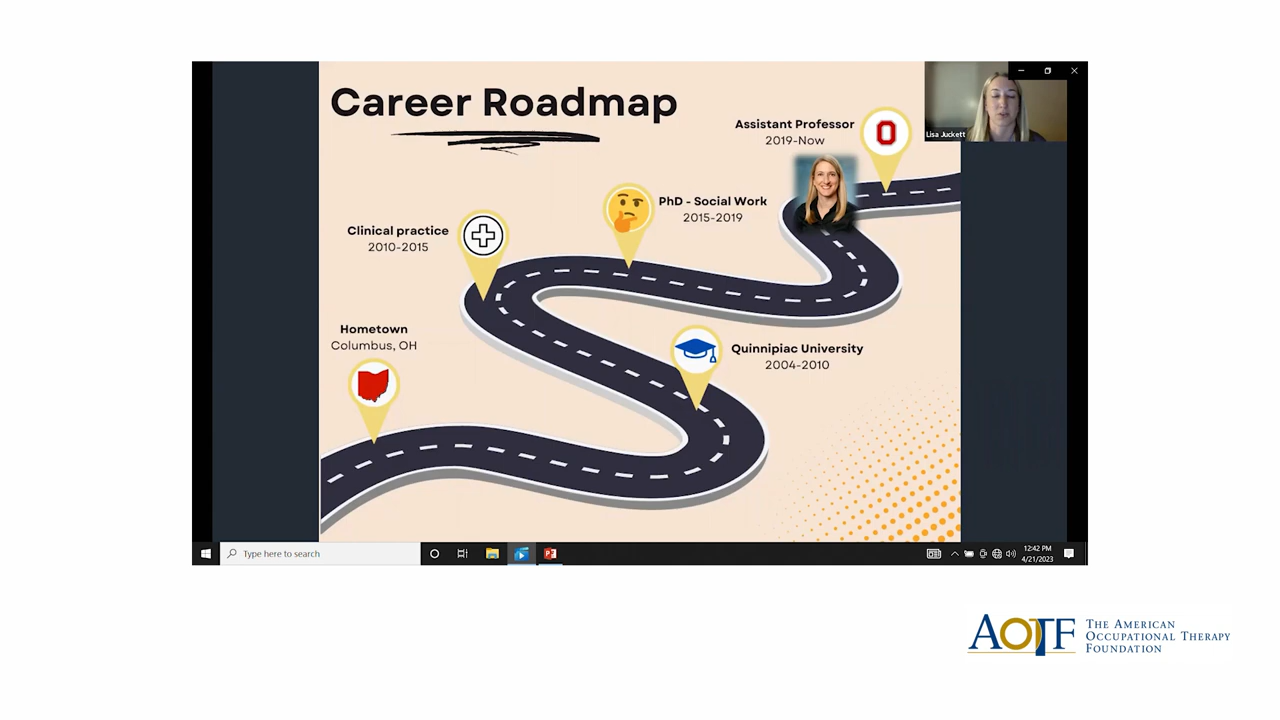 Career Roadmap
Assistant Professor
2019-Now
O
Lisa Juckett
PhD - Social Work
2015-2019
Clinical practice
2010-2015
Hometown
Columbus, OH
Quinnipiac University
2004-2010
Type here to search
12:42 PM
4/21/2023
AOTF
THE AMERICAN
OCCUPATIONAL THERAPY
FOUNDATION